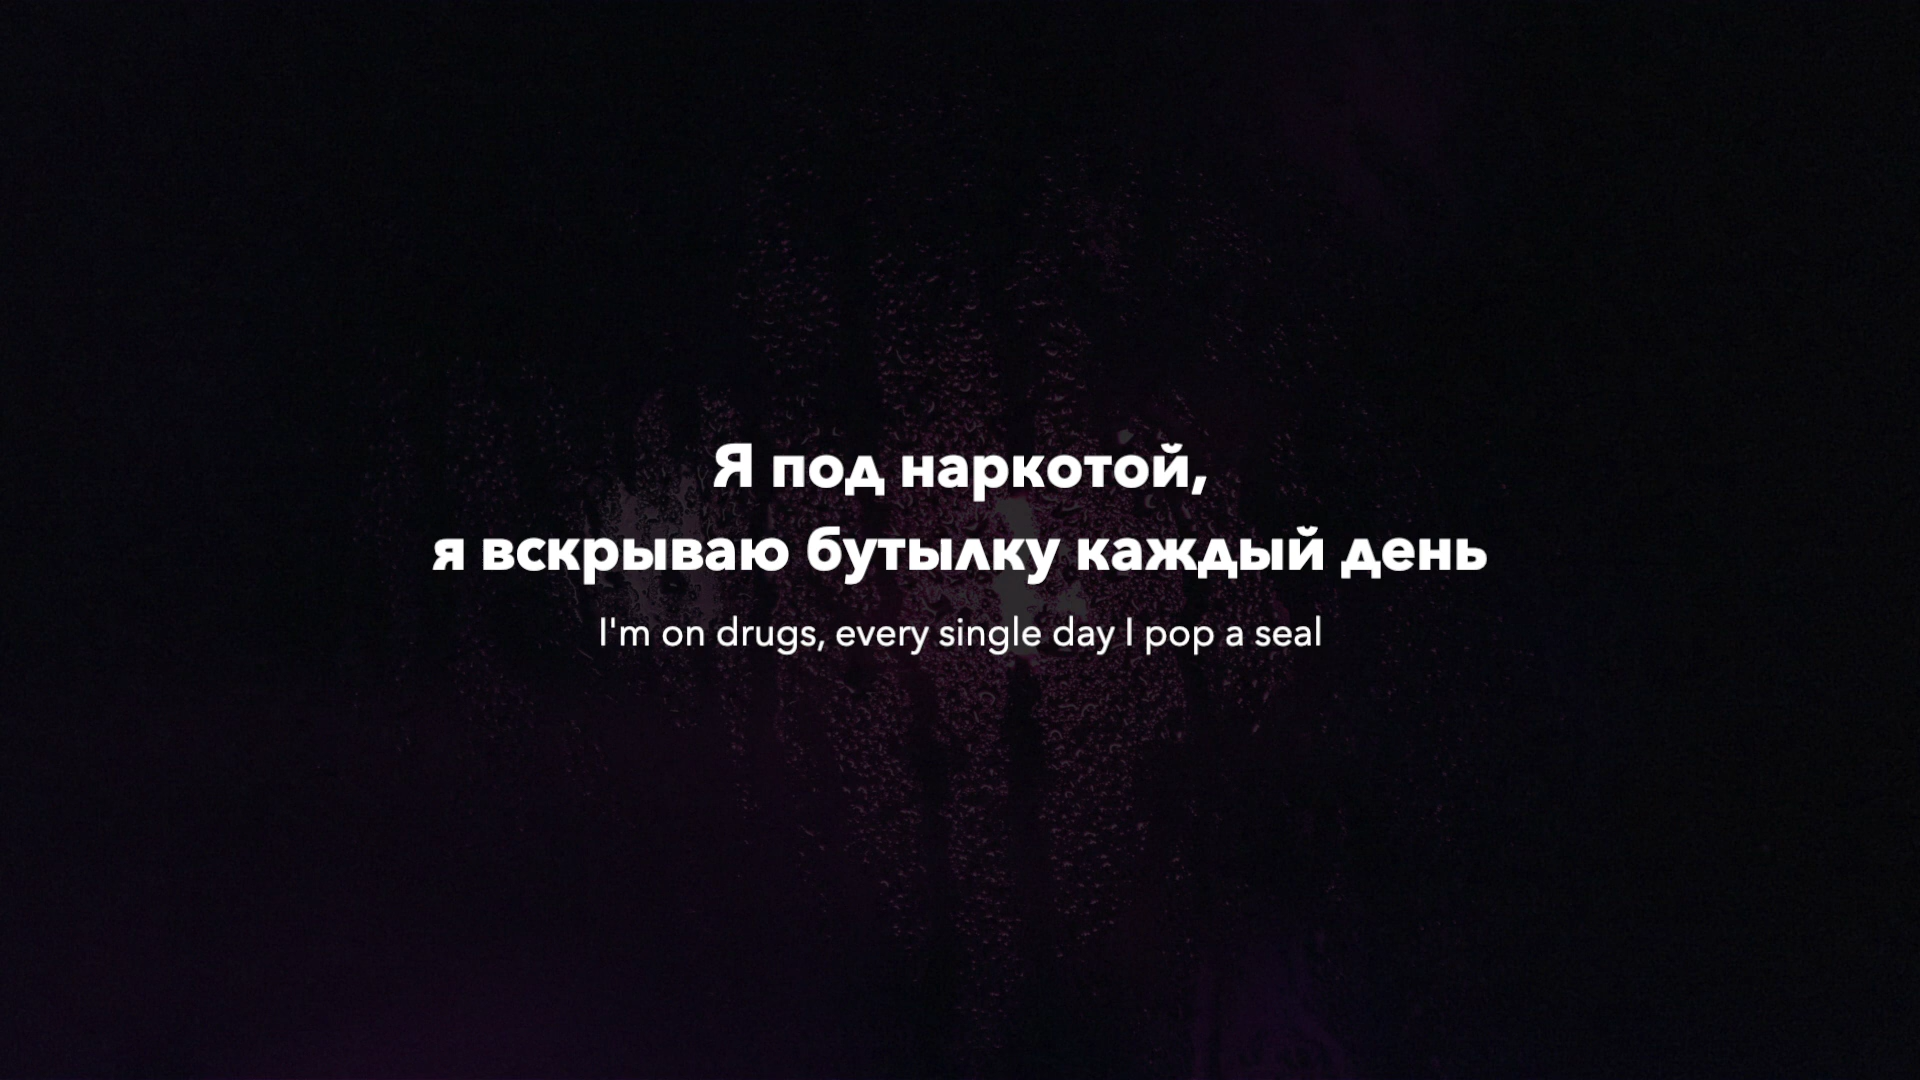 Я под наркотой,
я вскрываю бутылку каждый день
I'm on drugs, every single day I pop a seal